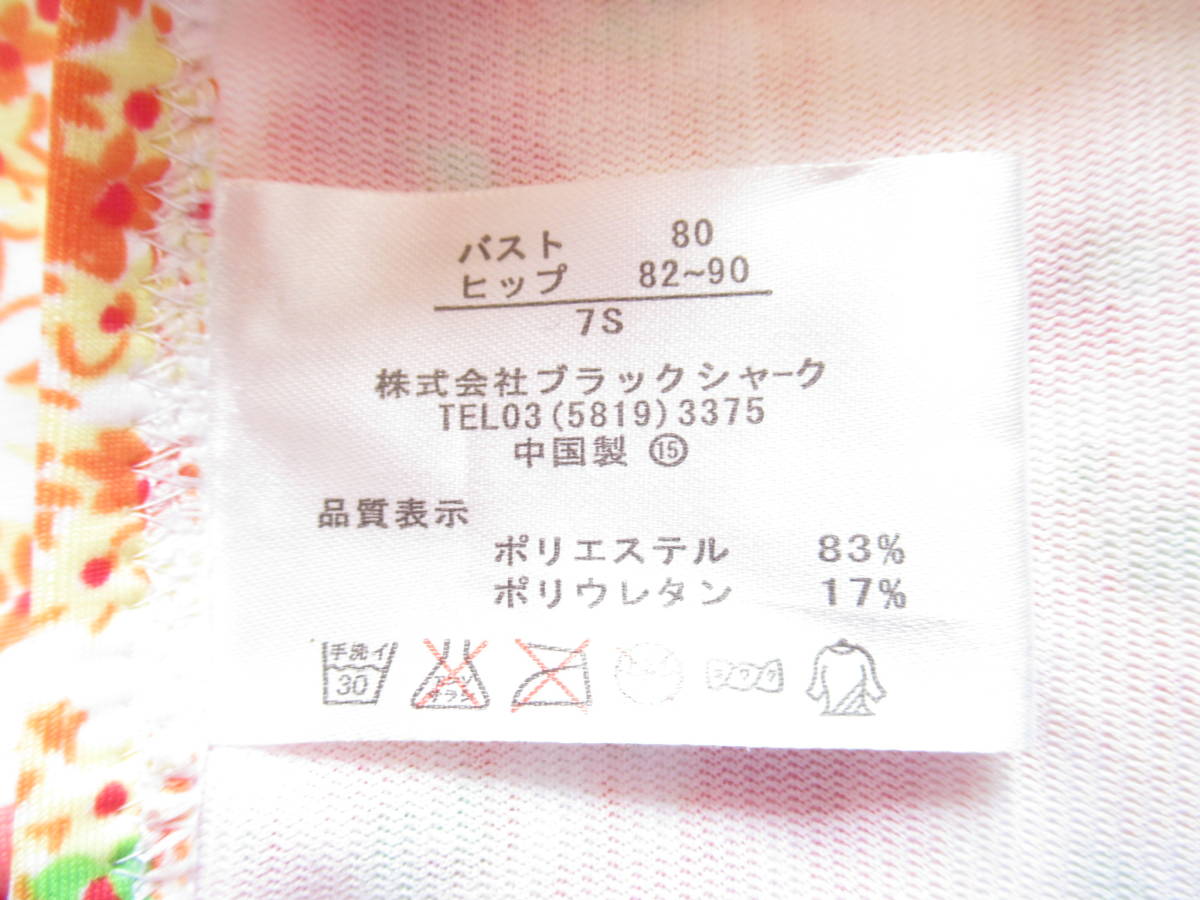 バスト 80
ヒップ 82~90
7S
株式会社ブラックシャーク
TEL03(5819)3375
中国製 ⑮
品質表示
ポリエステル 83%
ポリウレタン 17%
手洗イ
30